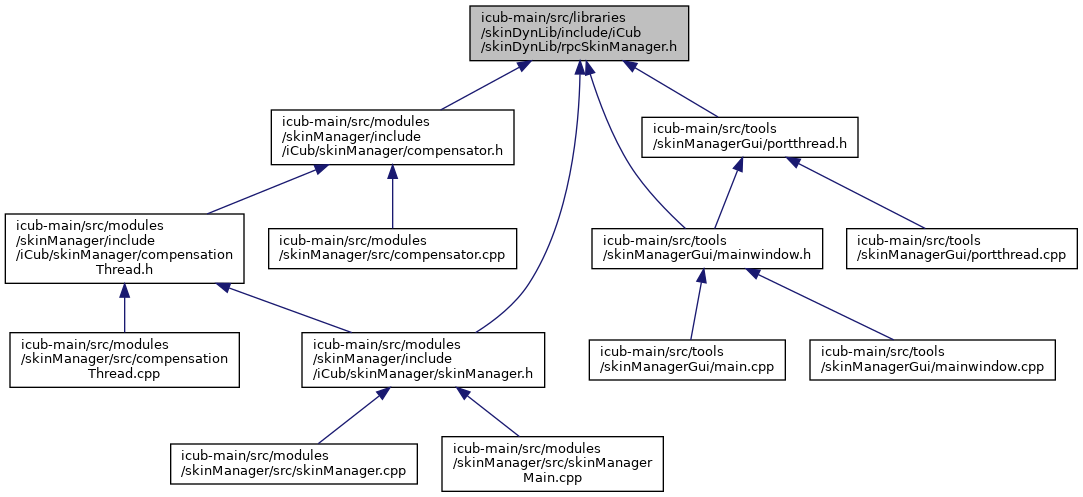 icub-main/src/libraries
/skinDynLib/include/iCub
/skinDynLib/rpcSkinManager.h
icub-main/src/modules
/skinManager/include
/iCub/skinManager/compensator.h
icub-main/src/tools
/skinManagerGui/portthread.h
icub-main/src/modules
/skinManager/include
/iCub/skinManager/compensation
Thread.h
icub-main/src/modules
/skinManager/src/compensator.cpp
icub-main/src/tools
/skinManagerGui/mainwindow.h
icub-main/src/tools
/skinManagerGui/portthread.cpp
icub-main/src/modules
/skinManager/src/compensation
Thread.cpp
icub-main/src/modules
/skinManager/include
/iCub/skinManager/skinManager.h
icub-main/src/tools
/skinManagerGui/main.cpp
icub-main/src/tools
/skinManagerGui/mainwindow.cpp
icub-main/src/modules
/skinManager/src/skinManager.cpp
icub-main/src/modules
/skinManager/src/skinManager
Main.cpp